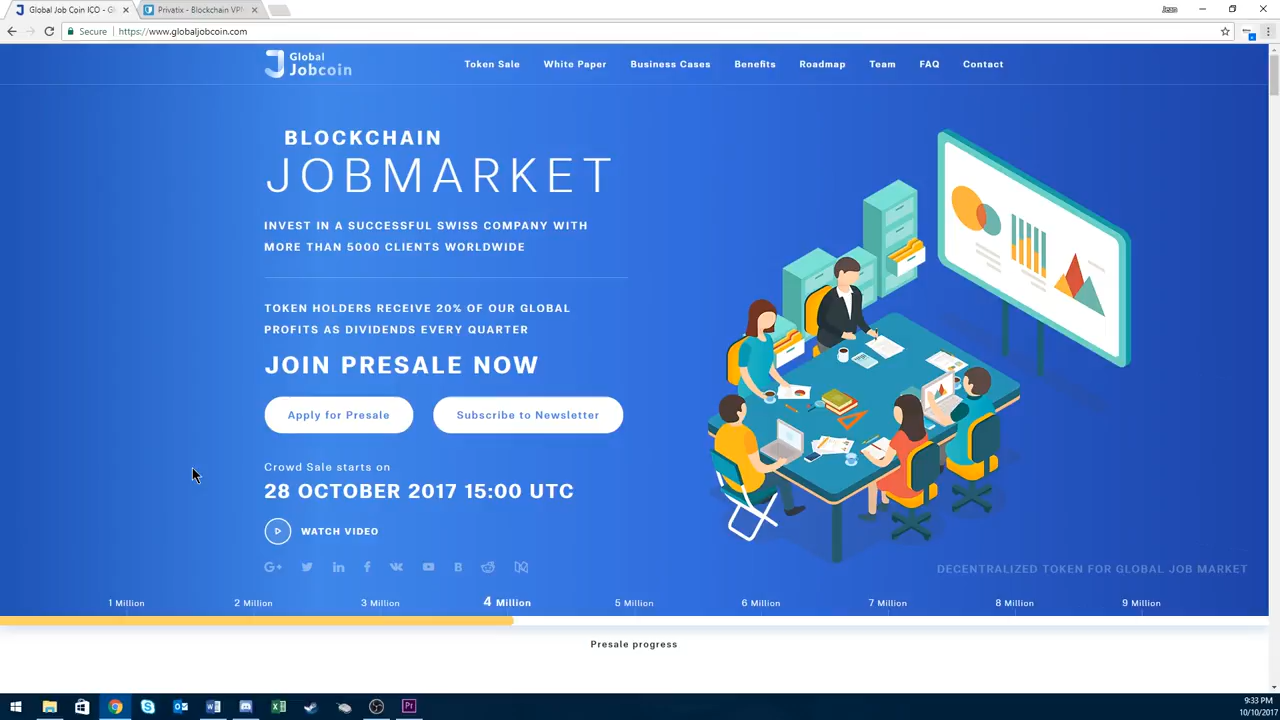 Global Job Coin ICO - Gl
Privatix - Blockchain VPN
Secure
https://www.globaljobcoin.com
Global
Jobcoin
Token Sale
White Paper
Business Cases
Benefits
Roadmap
Team
FAQ
Contact
BLOCKCHAIN
JOBMARKET
INVEST IN A SUCCESSFUL SWISS COMPANY WITH
MORE THAN 5000 CLIENTS WORLDWIDE
TOKEN HOLDERS RECEIVE 20% OF OUR GLOBAL
PROFITS AS DIVIDENDS EVERY QUARTER
JOIN PRESALE NOW
Apply for Presale
Subscribe to Newsletter
Crowd Sale starts on
28 OCTOBER 2017 15:00 UTC
WATCH VIDEO
DECENTRALIZED TOKEN FOR GLOBAL JOB MARKET
1 Million
2 Million
3 Million
4 Million
5 Million
6 Million
7 Million
8 Million
9 Million
Presale progress
9:33 PM
10/10/2017